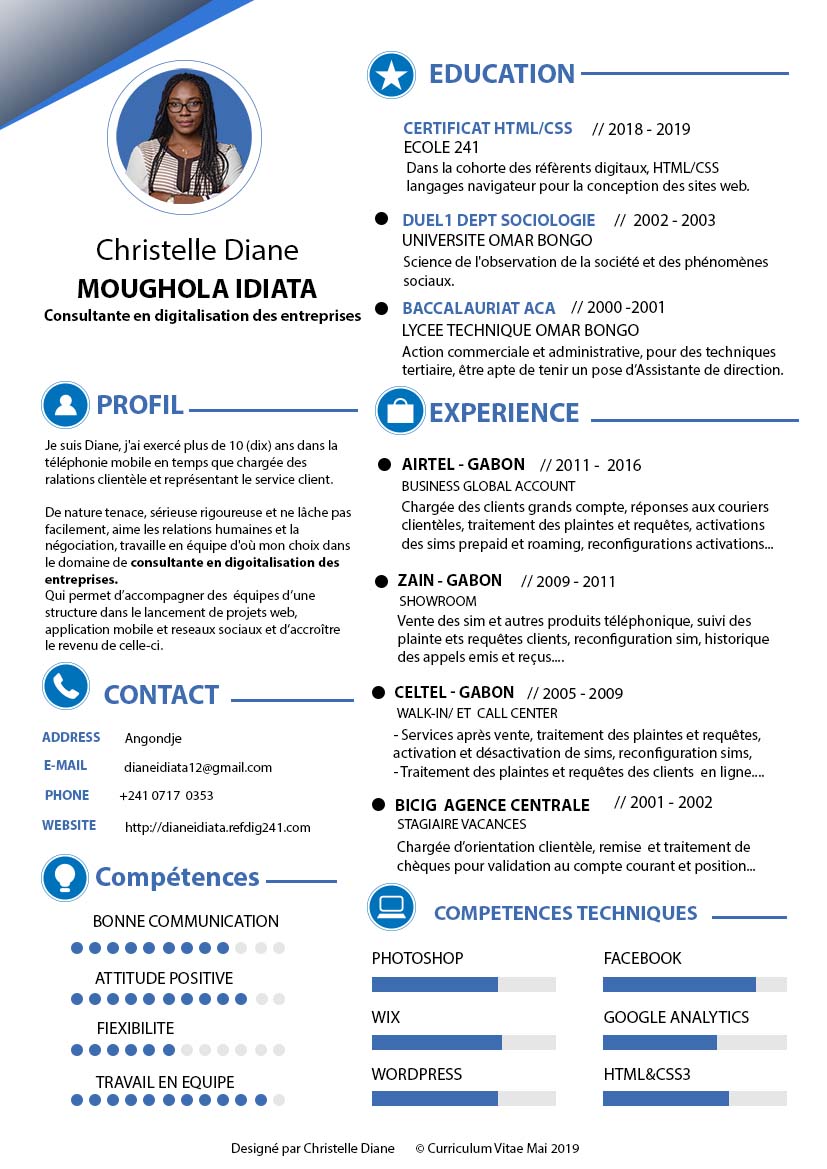 Christelle Diane
MOUGHOLA IDIATA
Consultante en digitalisation des entreprises
PROFIL
Je suis Diane, j'ai exercé plus de 10 (dix) ans dans la
téléphonie mobile en temps que chargée des
ralations clientèle et représentant le service client.
De nature tenace, sérieuse rigoureuse et ne lâche pas
facilement, aime les relations humaines et la
négociation, travaille en équipe d'où mon choix dans
le domaine de consultante en digoitalisation des
entreprises.
Qui permet d'accompagner des équipes d'une
structure dans le lancement de projets web,
application mobile et reseaux sociaux et d'accroître
le revenu de celle-ci.
CONTACT
ADDRESS Angondje
E-MAIL dianeidiata12@gmail.com
PHONE +241 0717 0353
WEBSITE http://dianeidiata.refdig241.com
Compétences
BONNE COMMUNICATION
ATTITUDE POSITIVE
FIEXIBILITE
TRAVAIL EN EQUIPE
EDUCATION
CERTIFICAT HTML/CSS // 2018 - 2019
ECOLE 241
Dans la cohorte des réfèrents digitaux, HTML/CSS
langages navigateur pour la conception des sites web.
DUEL1 DEPT SOCIOLOGIE // 2002 - 2003
UNIVERSITE OMAR BONGO
Science de l'observation de la société et des phénomènes
sociaux.
BACCALAURIAT ACA // 2000 -2001
LYCEE TECHNIQUE OMAR BONGO
Action commerciale et administrative, pour des techniques
tertiaire, être apte de tenir un pose d'Assistante de direction.
EXPERIENCE
AIRTEL - GABON // 2011 - 2016
BUSINESS GLOBAL ACCOUNT
Chargée des clients grands compte, réponses aux couriers
clientèles, traitement des plaintes et requêtes, activations
des sims prepaid et roaming, reconfigurations activations...
ZAIN - GABON // 2009 - 2011
SHOWROOM
Vente des sim et autres produits téléphonique, suivi des
plainte ets requêtes clients, reconfiguration sim, historique
des appels emis et reçus....
CELTEL - GABON // 2005 - 2009
WALK-IN/ ET CALL CENTER
- Services après vente, traitement des plaintes et requêtes,
activation et désactivation de sims, reconfiguration sims,
- Traitement des plaintes et requêtes des clients en ligne....
BICIG AGENCE CENTRALE // 2001 - 2002
STAGIAIRE VACANCES
Chargée d'orientation clientèle, remise et traitement de
chèques pour validation au compte courant et position...
COMPETENCES TECHNIQUES
PHOTOSHOP
FACEBOOK
WIX
GOOGLE ANALYTICS
WORDPRESS
HTML&CSS3
Designé par Christelle Diane © Curriculum Vitae Mai 2019